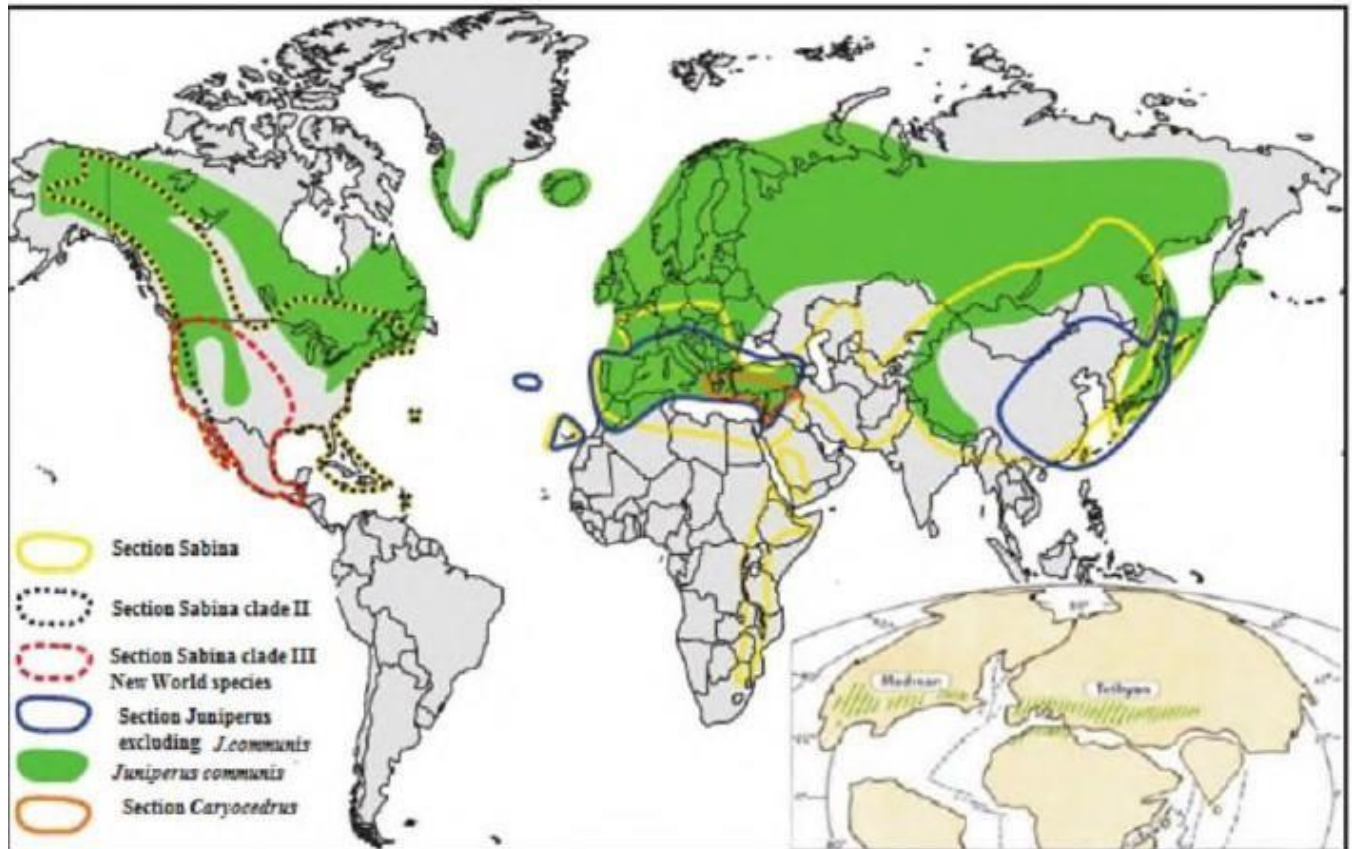 Section Sabina
Section Sabina clade II
Section Sabina clade III
New World species
Section Juniperus
excluding J.communis
Juniperus communis
Section Caryocedrus
Madrean
Tethyan